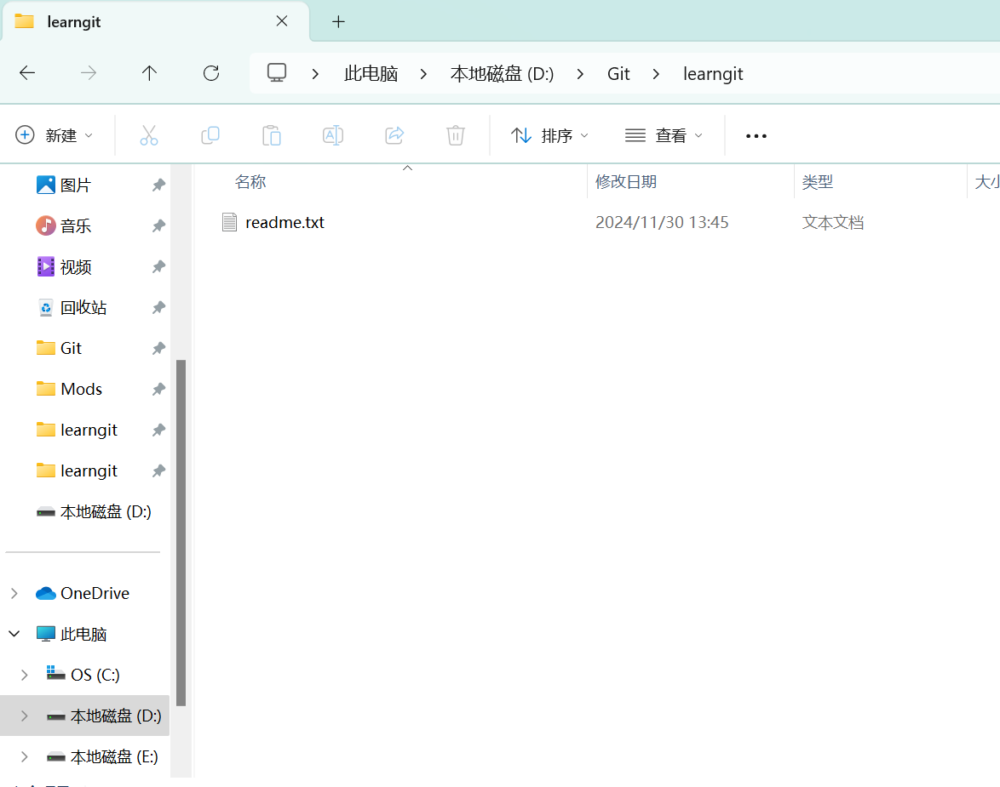 learngit
此电脑 本地磁盘 (D:) Git learngit
新建 排序 查看
名称 修改日期 类型 大小
readme.txt 2024/11/30 13:45 文本文档
图片
音乐
视频
回收站
Git
Mods
learngit
learngit
本地磁盘 (D:)
OneDrive
此电脑
OS (C:)
本地磁盘 (D:)
本地磁盘 (E:)